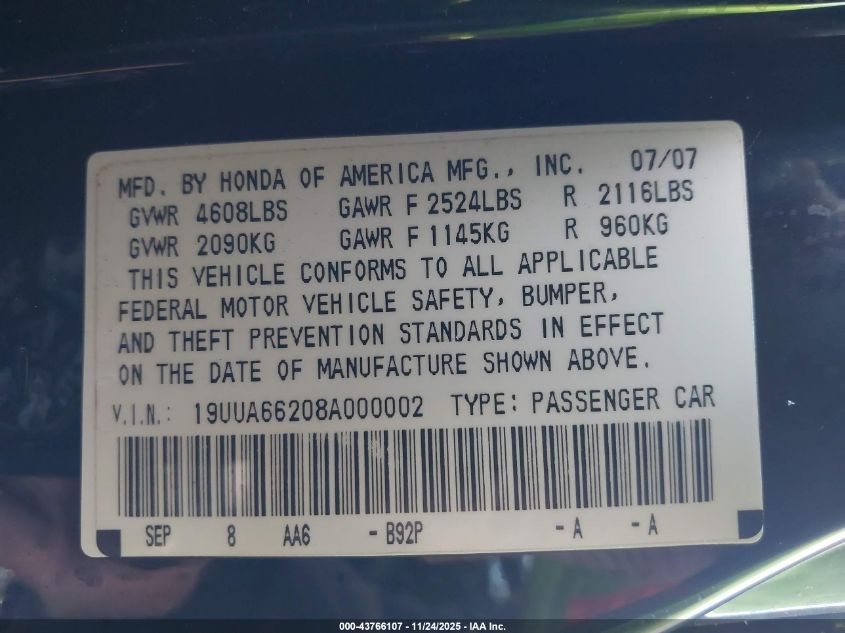 MFD. BY HONDA OF AMERICA MFG., INC. 07/07
GVWR 4608LBS GAWR F 2524LBS R 2116LBS
GVWR 2090KG GAWR F 1145KG R 960KG
THIS VEHICLE CONFORMS TO ALL APPLICABLE
FEDERAL MOTOR VEHICLE SAFETY, BUMPER,
AND THEFT PREVENTION STANDARDS IN EFFECT
ON THE DATE OF MANUFACTURE SHOWN ABOVE.
V.I.N.: 19UUA66208A000002 TYPE: PASSENGER CAR
SEP 8 AA6 - B92P - A - A
000-43766107 - 11/24/2025 - IAA Inc.